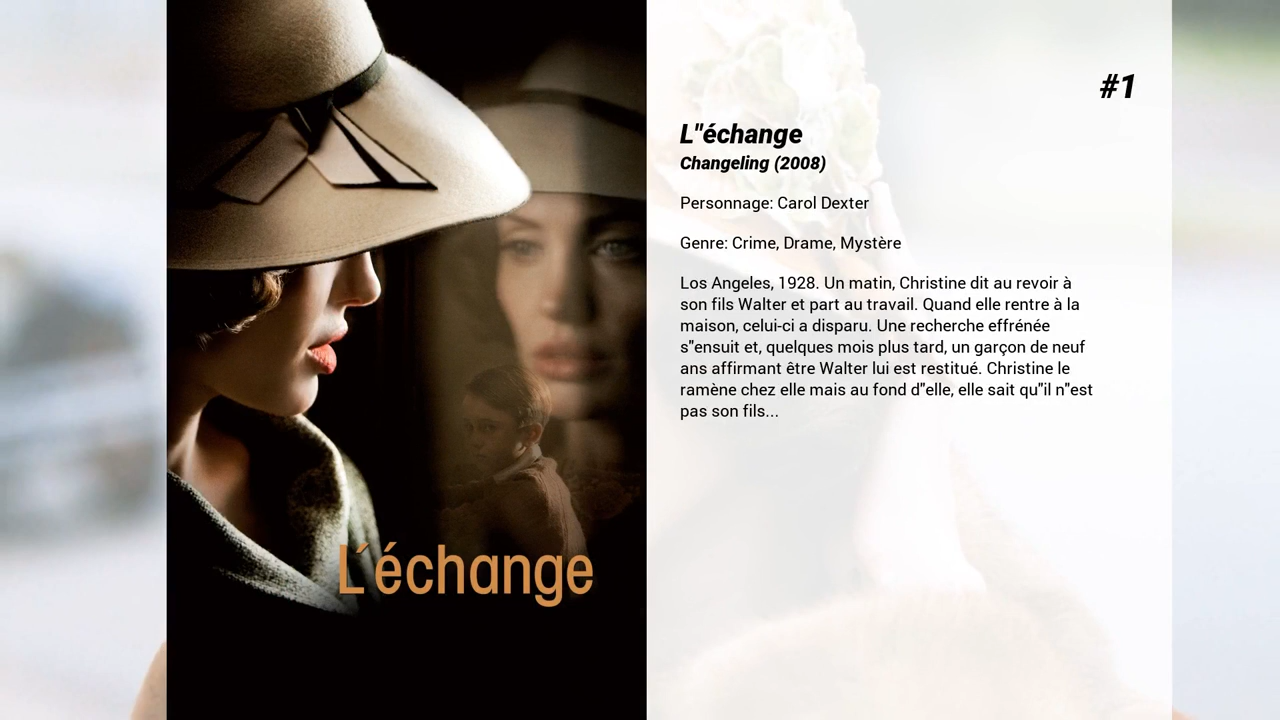 #1
L"échange
Changeling (2008)
Personnage: Carol Dexter
Genre: Crime, Drame, Mystère
Los Angeles, 1928. Un matin, Christine dit au revoir à
son fils Walter et part au travail. Quand elle rentre à la
maison, celui-ci a disparu. Une recherche effrénée
s"ensuit et, quelques mois plus tard, un garçon de neuf
ans affirmant être Walter lui est restitué. Christine le
ramène chez elle mais au fond d"elle, elle sait qu"il n"est
pas son fils...
L'échange